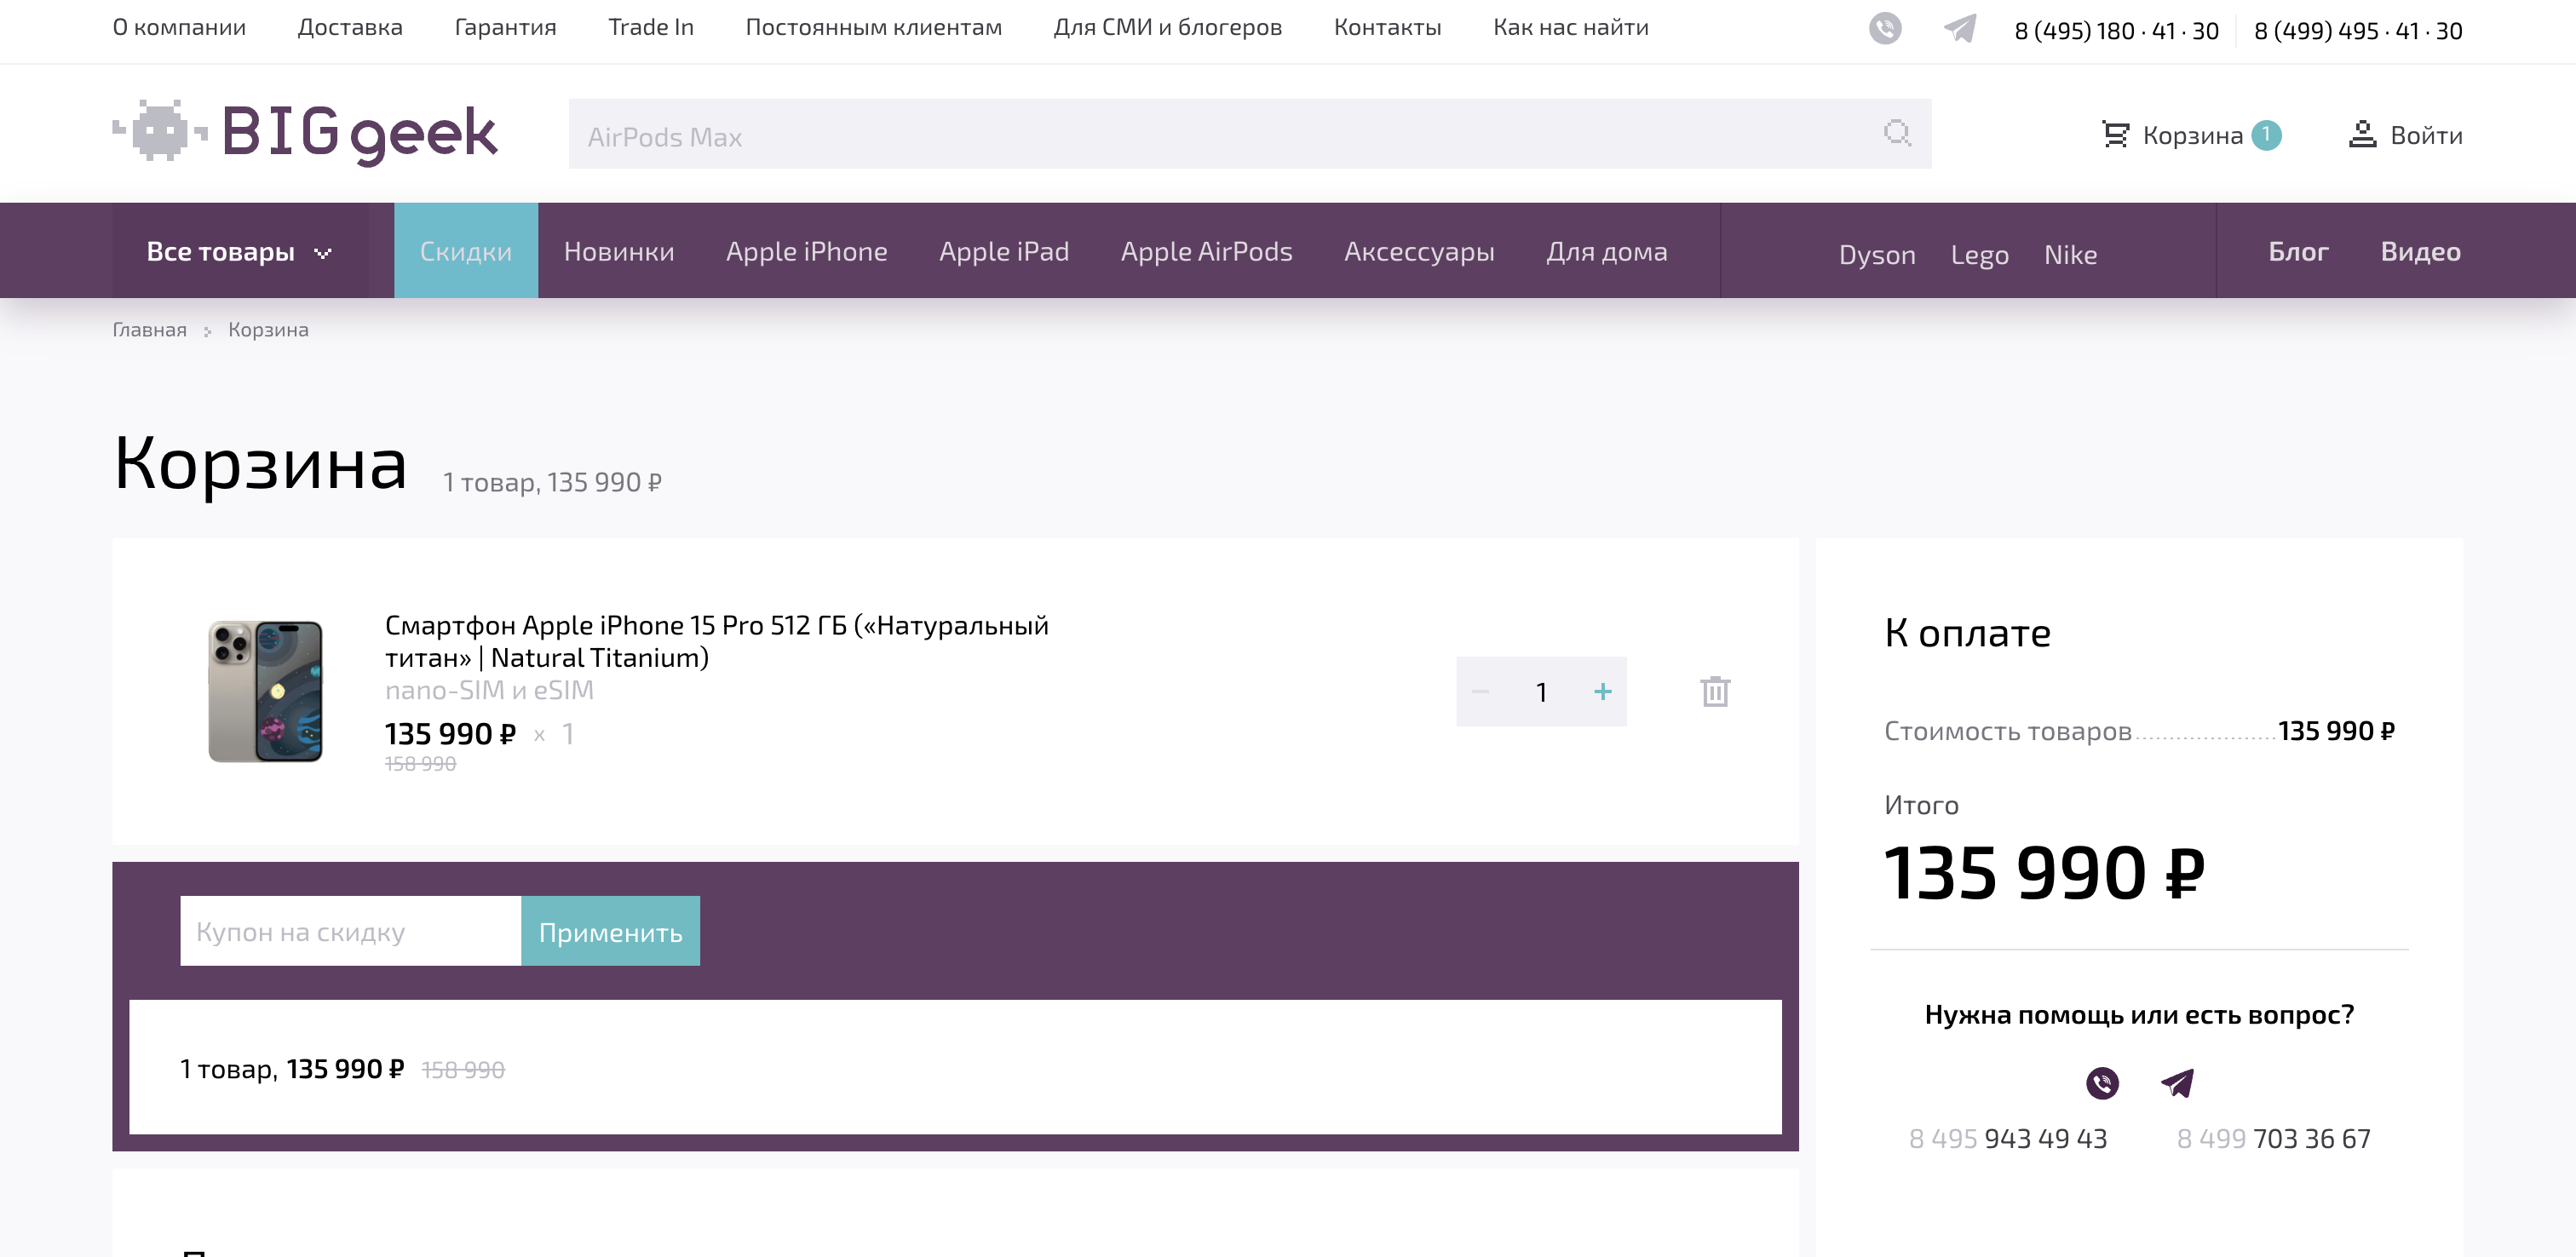 О компании Доставка Гарантия Trade In Постоянным клиентам Для СМИ и блогеров Контакты Как нас найти 8 (495) 180 · 41 · 30 8 (499) 495 · 41 · 30
BIG geek AirPods Max Корзина 1 Войти
Все товары Скидки Новинки Apple iPhone Apple iPad Apple AirPods Аксессуары Для дома Dyson Lego Nike Блог Видео
Главная Корзина
Корзина 1 товар, 135 990 ₽
Смартфон Apple iPhone 15 Pro 512 ГБ («Натуральный
титан» | Natural Titanium)
nano-SIM и eSIM
135 990 ₽ x 1
158 990
− 1 +
Купон на скидку Применить
1 товар, 135 990 ₽ 158 990
К оплате
Стоимость товаров.....................135 990 ₽
Итого
135 990 ₽
Нужна помощь или есть вопрос?
8 495 943 49 43 8 499 703 36 67